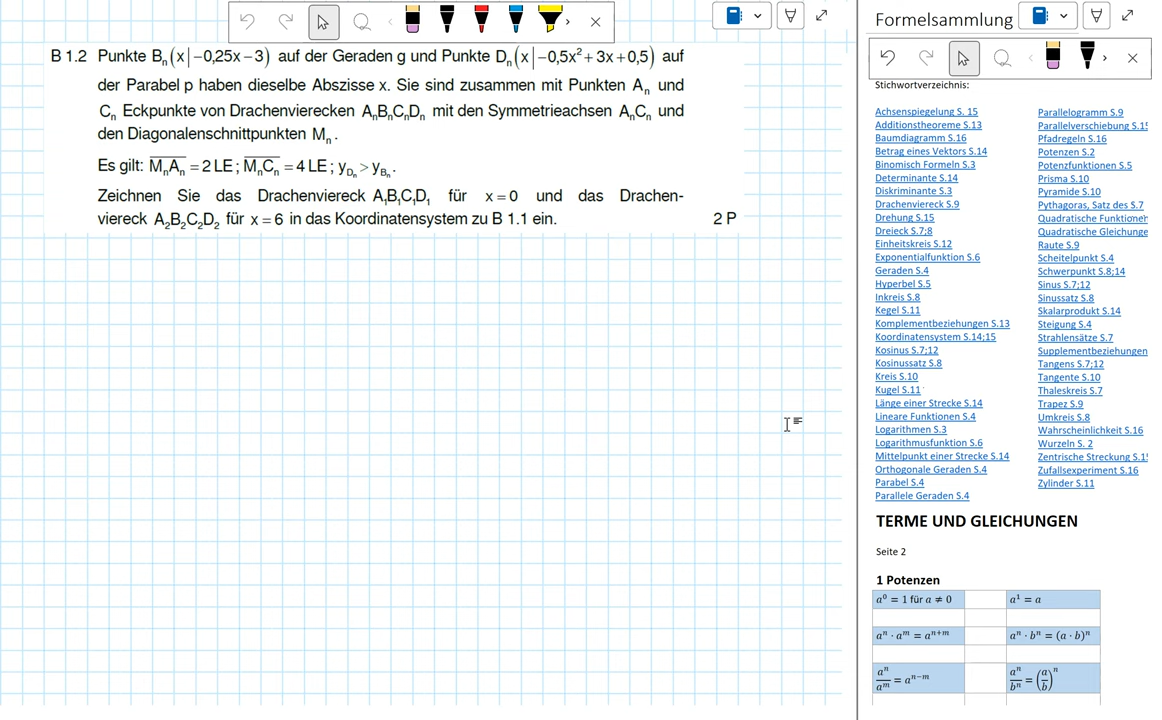 B 1.2 Punkte Bₙ(x|−0,25x−3) auf der Geraden g und Punkte Dₙ(x|−0,5x²+3x+0,5) auf
der Parabel p haben dieselbe Abszisse x. Sie sind zusammen mit Punkten Aₙ und
Cₙ Eckpunkte von Drachenvierecken AₙBₙCₙDₙ mit den Symmetrieachsen AₙCₙ und
den Diagonalenschnittpunkten Mₙ.
Es gilt: M̅ₙA̅ₙ = 2 LE; M̅ₙC̅ₙ = 4 LE; y_Dₙ > y_Bₙ.
Zeichnen Sie das Drachenviereck A₁B₁C₁D₁ für x = 0 und das Drachen-
viereck A₂B₂C₂D₂ für x = 6 in das Koordinatensystem zu B 1.1 ein. 2 P
Formelsammlung
Stichwortverzeichnis:
Achsenspiegelung S. 15
Additionstheoreme S.13
Baumdiagramm S.16
Betrag eines Vektors S.14
Binomisch Formeln S.3
Determinante S.14
Diskriminante S.3
Drachenviereck S.9
Drehung S.15
Dreieck S.7;8
Einheitskreis S.12
Exponentialfunktion S.6
Geraden S.4
Hyperbel S.5
Inkreis S.8
Kegel S.11
Komplementbeziehungen S.13
Koordinatensystem S.14;15
Kosinus S.7;12
Kosinussatz S.8
Kreis S.10
Kugel S.11
Länge einer Strecke S.14
Lineare Funktionen S.4
Logarithmen S.3
Logarithmusfunktion S.6
Mittelpunkt einer Strecke S.14
Orthogonale Geraden S.4
Parabel S.4
Parallele Geraden S.4
Parallelogramm S.9
Parallelverschiebung S.15
Pfadregeln S.16
Potenzen S.2
Potenzfunktionen S.5
Prisma S.10
Pyramide S.10
Pythagoras, Satz des S.7
Quadratische Funktionen
Quadratische Gleichunge
Raute S.9
Scheitelpunkt S.4
Schwerpunkt S.8;14
Sinus S.7;12
Sinussatz S.8
Skalarprodukt S.14
Steigung S.4
Strahlensätze S.7
Supplementbeziehungen
Tangens S.7;12
Tangente S.10
Thaleskreis S.7
Trapez S.9
Umkreis S.8
Wahrscheinlichkeit S.16
Wurzeln S. 2
Zentrische Streckung S.15
Zufallsexperiment S.16
Zylinder S.11
TERME UND GLEICHUNGEN
Seite 2
1 Potenzen
a⁰ = 1 für a ≠ 0 a¹ = a
aⁿ · aᵐ = aⁿ⁺ᵐ aⁿ · bⁿ = (a · b)ⁿ
aⁿ/aᵐ = aⁿ⁻ᵐ aⁿ/bⁿ = (a/b)ⁿ